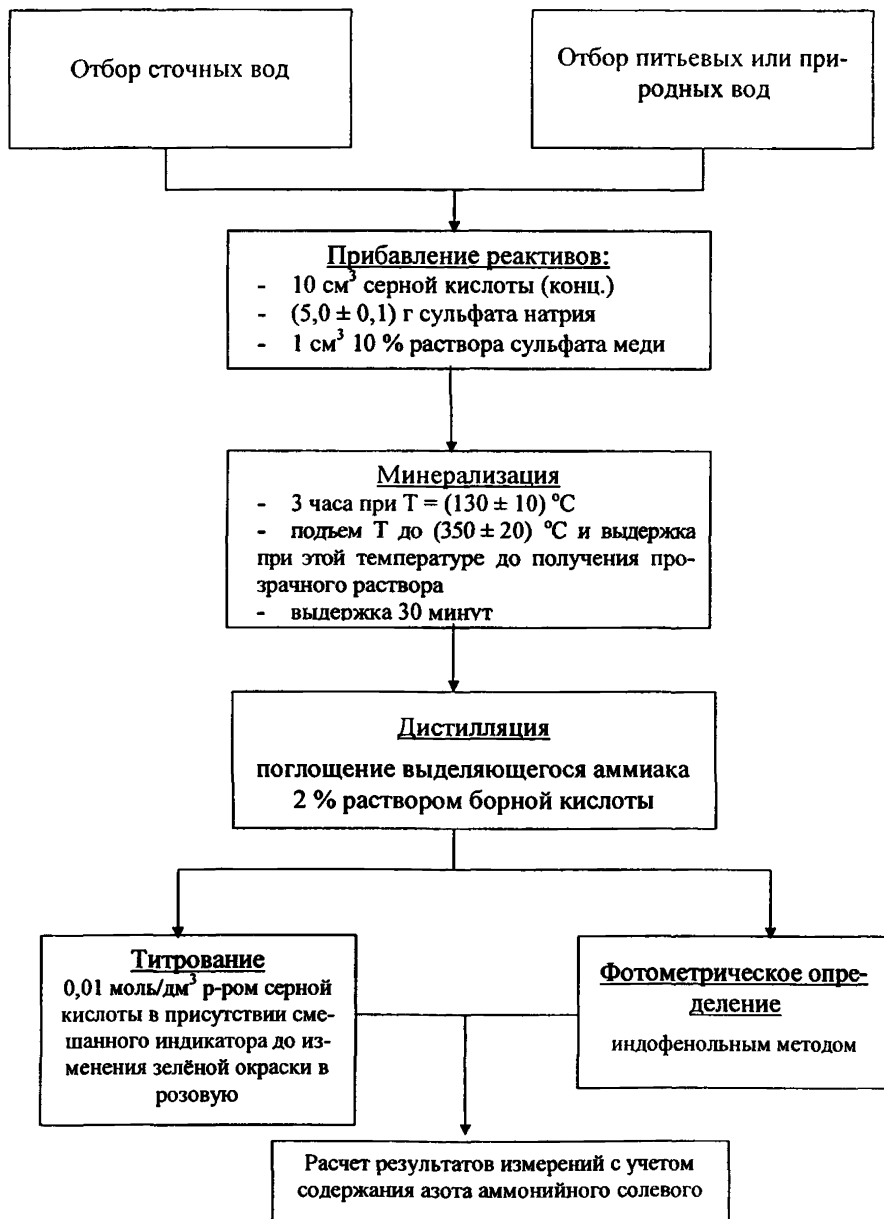 Отбор сточных вод
Отбор питьевых или при-
родных вод
Прибавление реактивов:
- 10 см³ серной кислоты (конц.)
- (5,0 ± 0,1) г сульфата натрия
- 1 см³ 10 % раствора сульфата меди
Минерализация
- 3 часа при Т = (130 ± 10) °С
- подъем Т до (350 ± 20) °С и выдержка
при этой температуре до получения про-
зрачного раствора
- выдержка 30 минут
Дистилляция
поглощение выделяющегося аммиака
2 % раствором борной кислоты
Титрование
0,01 моль/дм³ р-ром серной
кислоты в присутствии сме-
шанного индикатора до из-
менения зелёной окраски в
розовую
Фотометрическое опре-
деление
индофенольным методом
Расчет результатов измерений с учетом
содержания азота аммонийного солевого